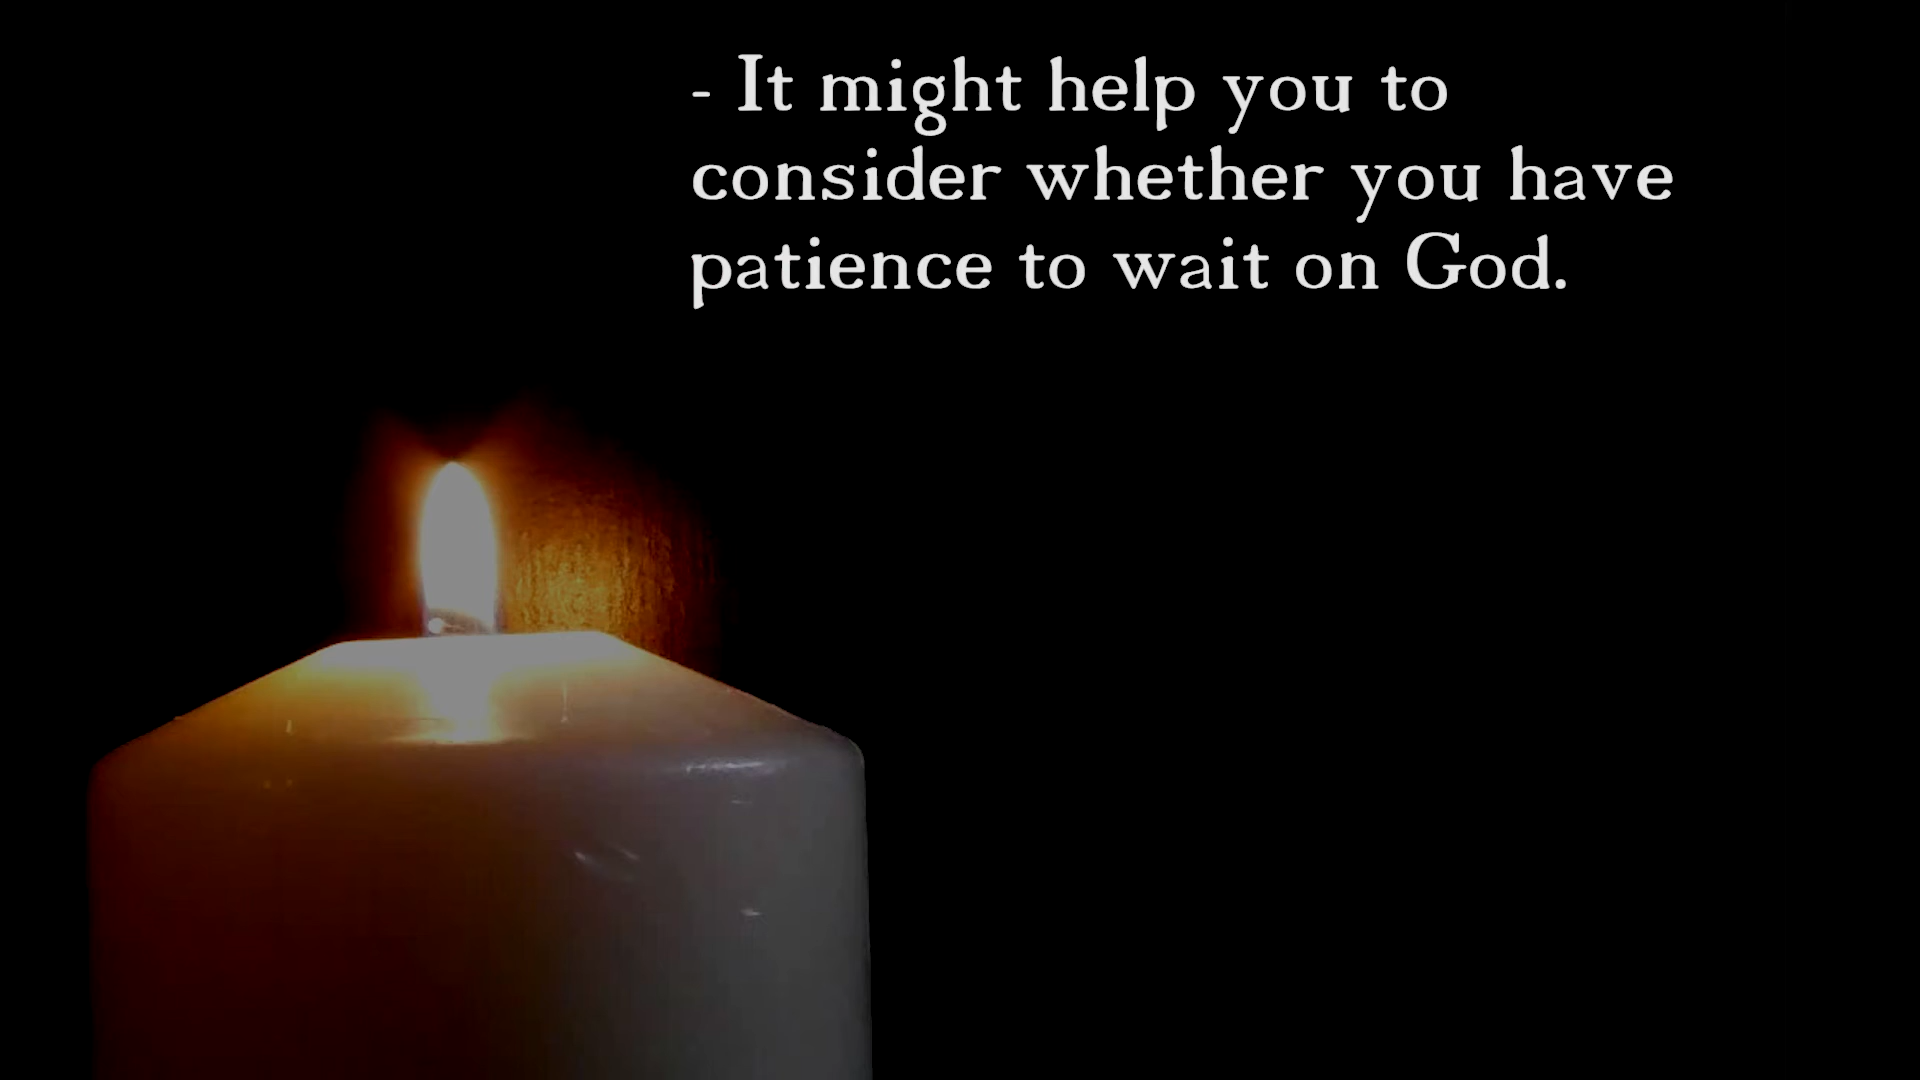 - It might help you to
consider whether you have
patience to wait on God.